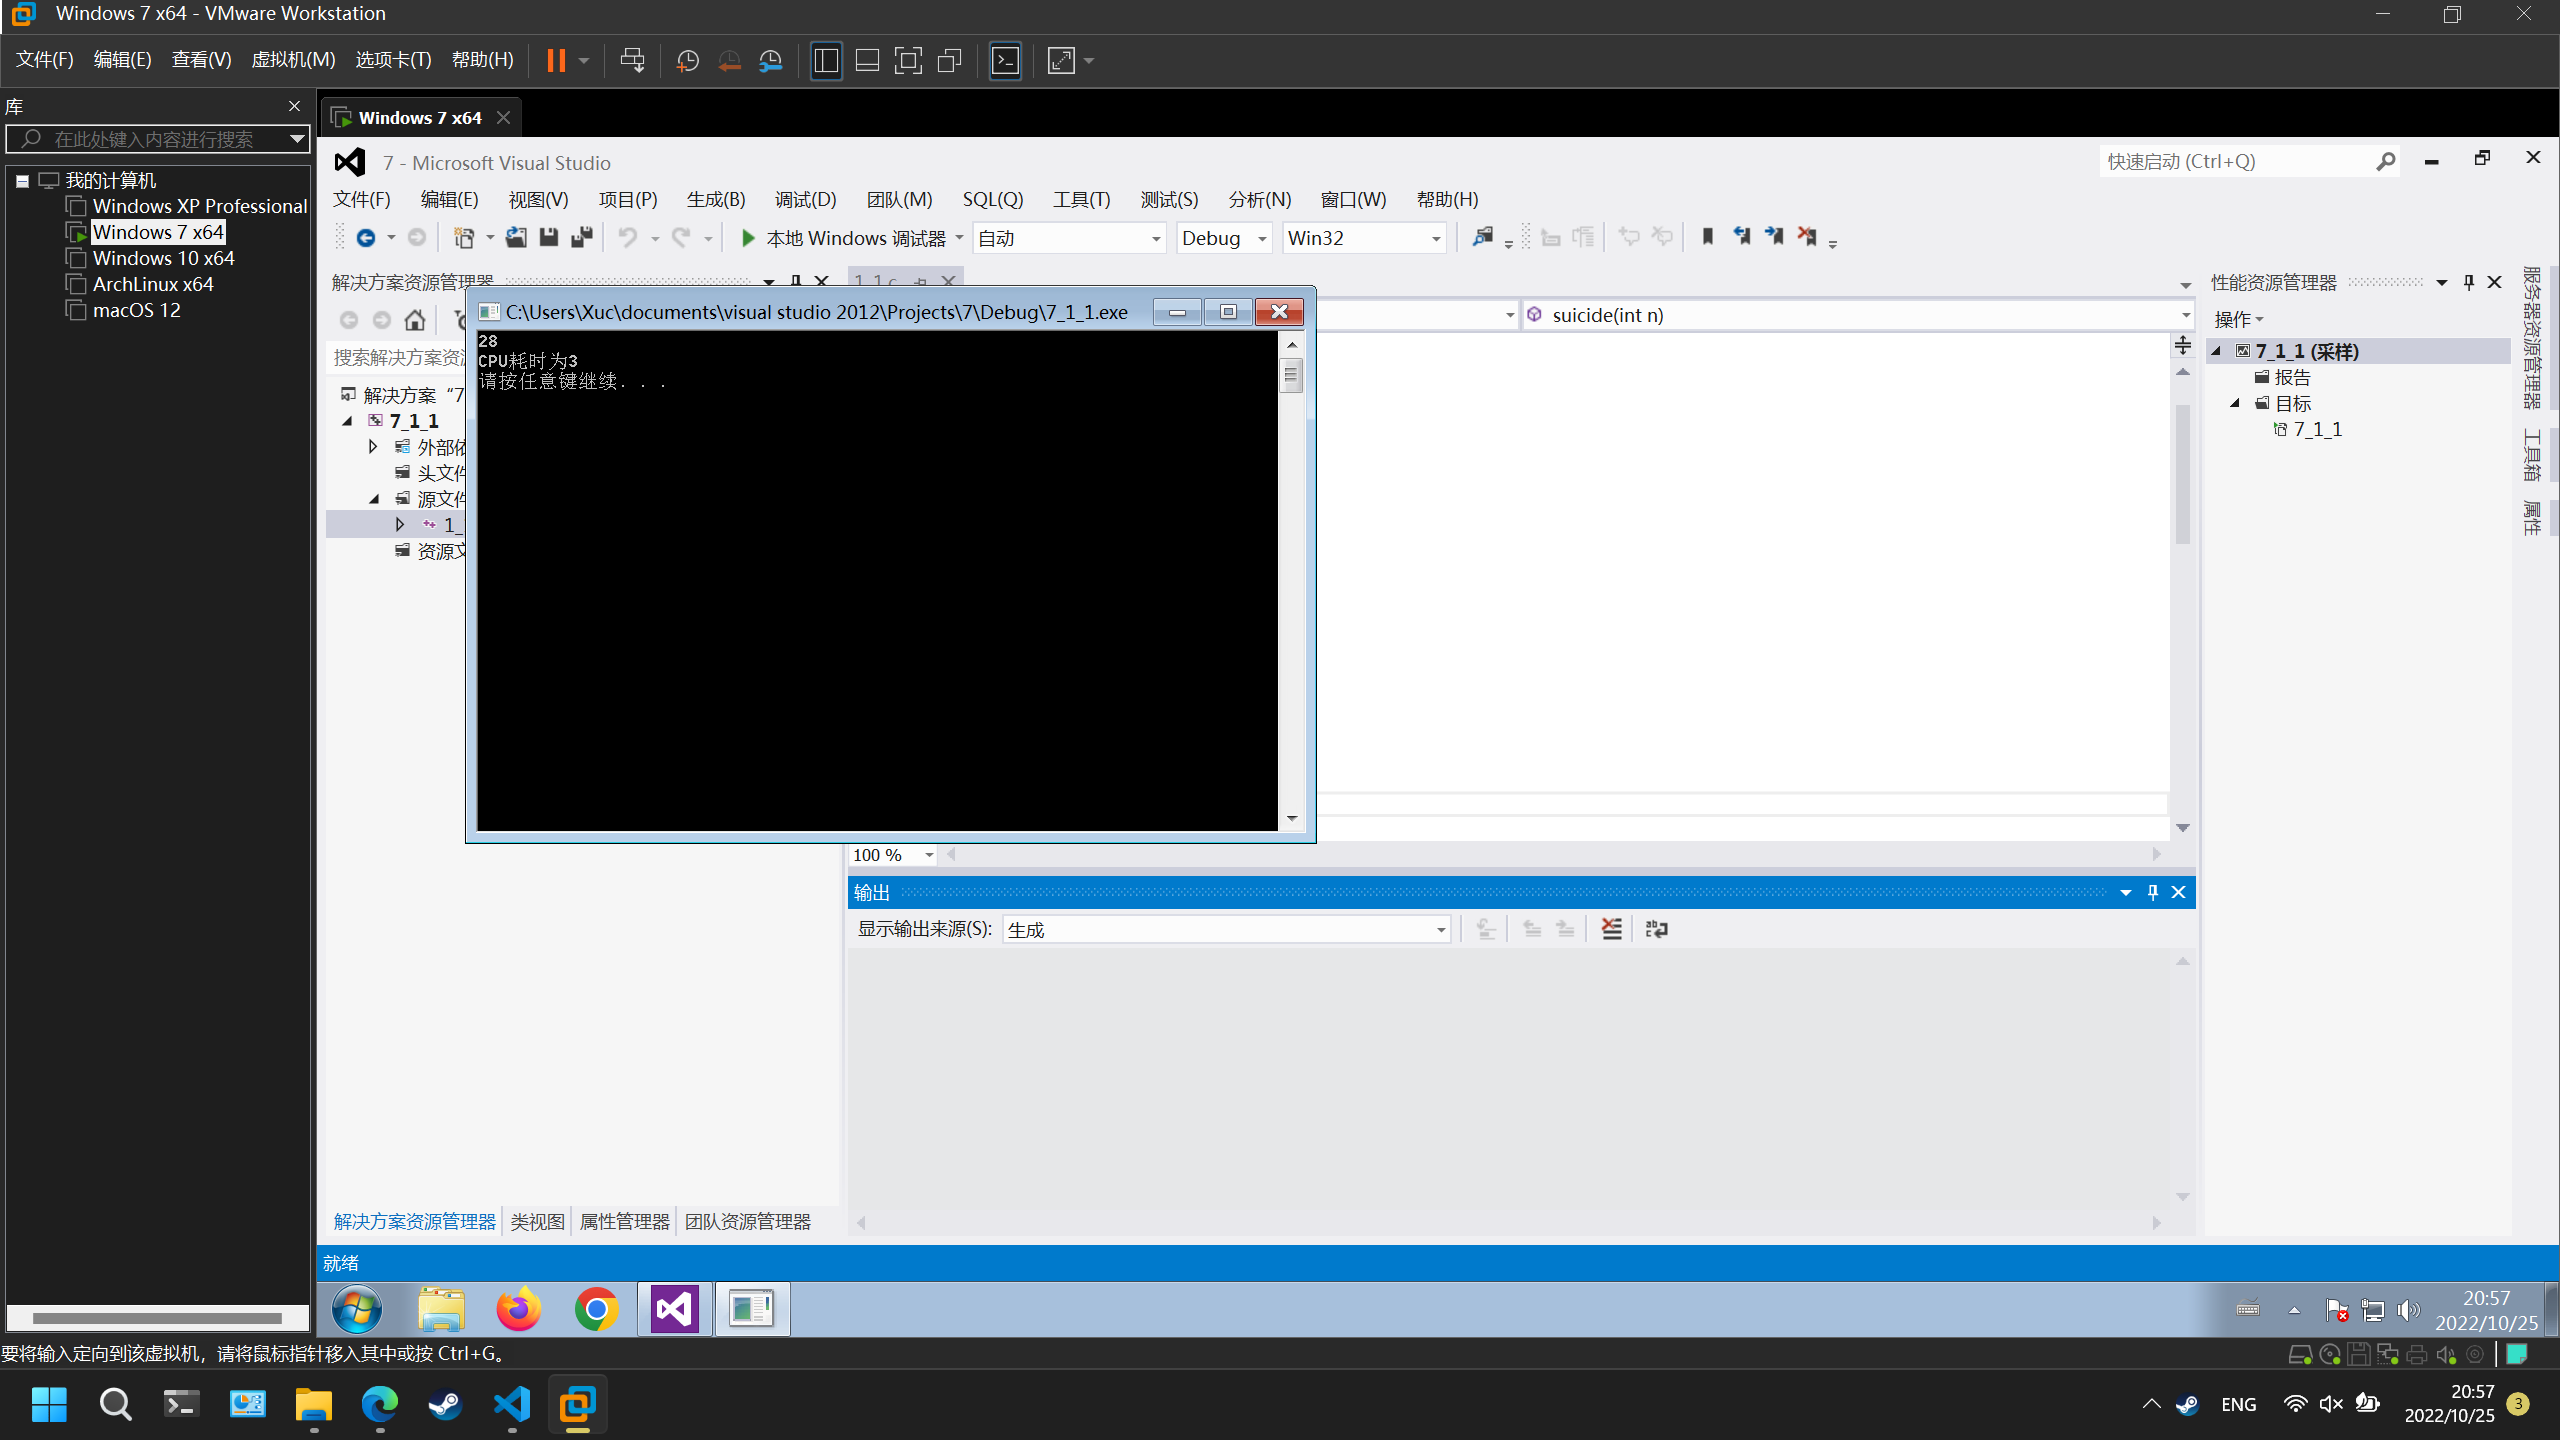 Windows 7 x64 - VMware Workstation
文件(F) 编辑(E) 查看(V) 虚拟机(M) 选项卡(T) 帮助(H)
库
在此处键入内容进行搜索
我的计算机
Windows XP Professional
Windows 7 x64
Windows 10 x64
ArchLinux x64
macOS 12
Windows 7 x64
7 - Microsoft Visual Studio
快速启动 (Ctrl+Q)
文件(F) 编辑(E) 视图(V) 项目(P) 生成(B) 调试(D) 团队(M) SQL(Q) 工具(T) 测试(S) 分析(N) 窗口(W) 帮助(H)
本地 Windows 调试器 自动 Debug Win32
解决方案资源管理器
搜索解决方案资源
解决方案 “7
7_1_1
外部依
头文件
源文件
1_
资源文
1_1.c
suicide(int n)
C:\Users\Xuc\documents\visual studio 2012\Projects\7\Debug\7_1_1.exe
28
CPU耗时为3
请按任意键继续. . .
100 %
输出
显示输出来源(S): 生成
性能资源管理器
操作
7_1_1 (采样)
报告
目标
7_1_1
服务器资源管理器
工具箱
属性
解决方案资源管理器 类视图 属性管理器 团队资源管理器
就绪
20:57
2022/10/25
要将输入定向到该虚拟机，请将鼠标指针移入其中或按 Ctrl+G。
ENG
20:57
2022/10/25
3